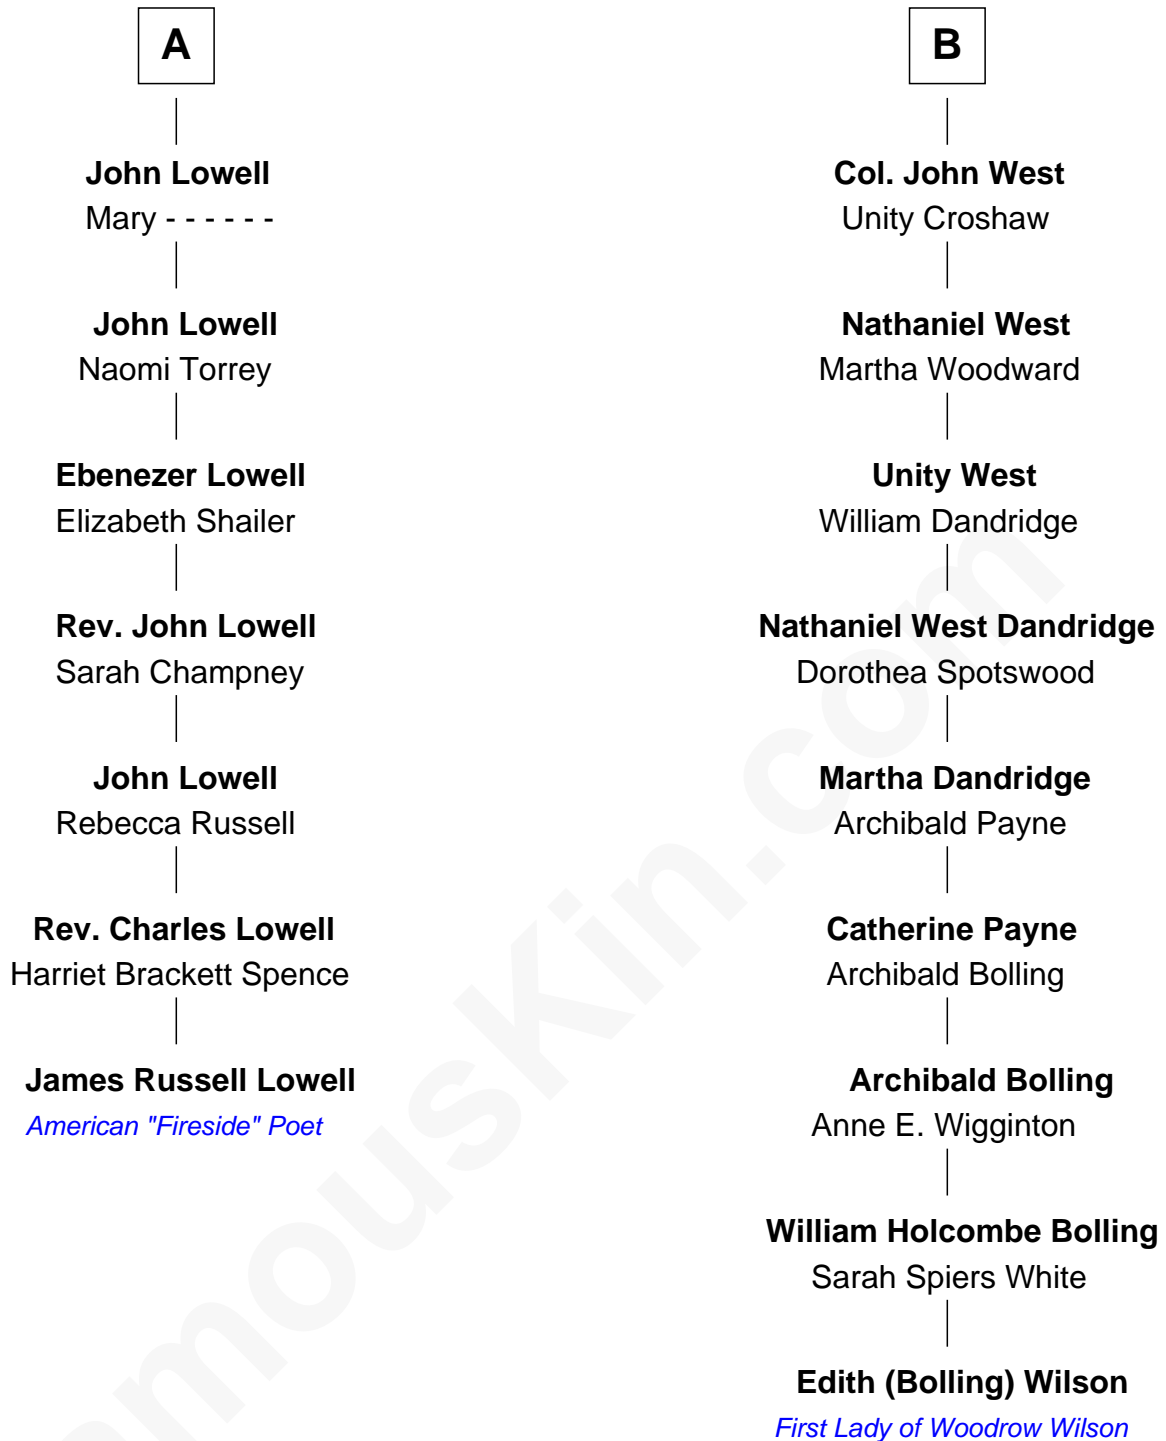 A
John Lowell
Mary - - - - - -
John Lowell
Naomi Torrey
Ebenezer Lowell
Elizabeth Shailer
Rev. John Lowell
Sarah Champney
John Lowell
Rebecca Russell
Rev. Charles Lowell
Harriet Brackett Spence
James Russell Lowell
American "Fireside" Poet
B
Col. John West
Unity Croshaw
Nathaniel West
Martha Woodward
Unity West
William Dandridge
Nathaniel West Dandridge
Dorothea Spotswood
Martha Dandridge
Archibald Payne
Catherine Payne
Archibald Bolling
Archibald Bolling
Anne E. Wigginton
William Holcombe Bolling
Sarah Spiers White
Edith (Bolling) Wilson
First Lady of Woodrow Wilson
mouskin.com